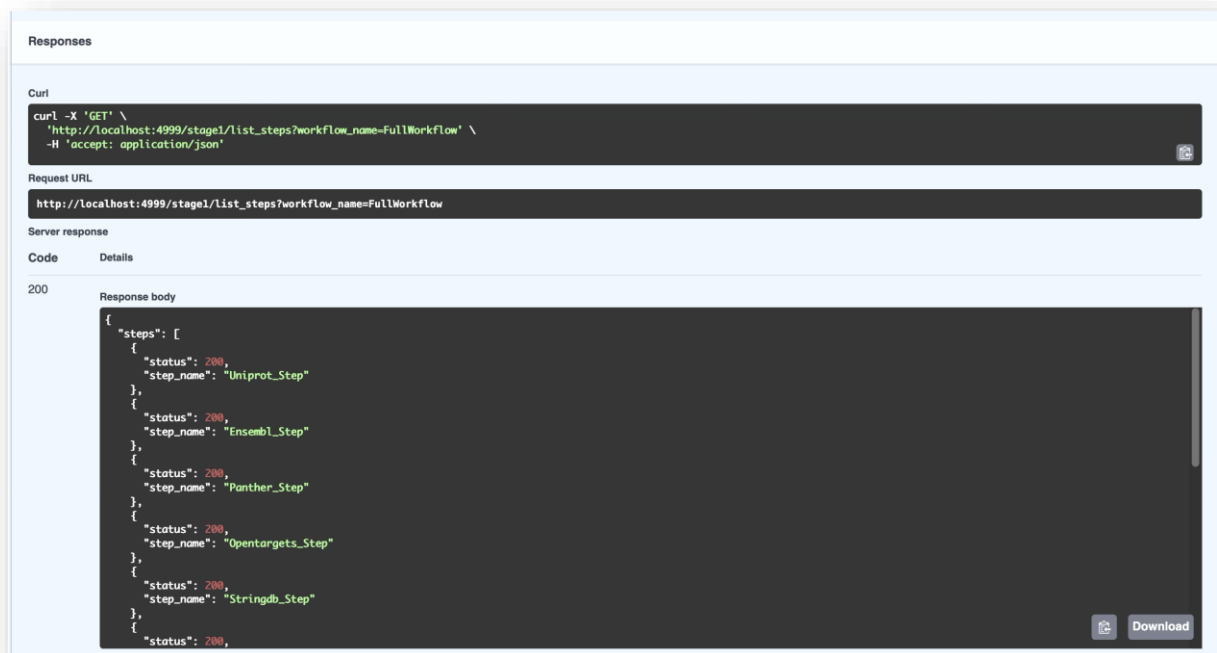 Responses
Curl
curl -X 'GET' \
  'http://localhost:4999/stage1/list_steps?workflow_name=FullWorkflow' \
  -H 'accept: application/json'
Request URL
http://localhost:4999/stage1/list_steps?workflow_name=FullWorkflow
Server response
Code Details
200
Response body
{
  "steps": [
    {
      "status": 200,
      "step_name": "Uniprot_Step"
    },
    {
      "status": 200,
      "step_name": "Ensembl_Step"
    },
    {
      "status": 200,
      "step_name": "Panther_Step"
    },
    {
      "status": 200,
      "step_name": "Opentargets_Step"
    },
    {
      "status": 200,
      "step_name": "Stringdb_Step"
    },
    {
      "status": 200,
Download